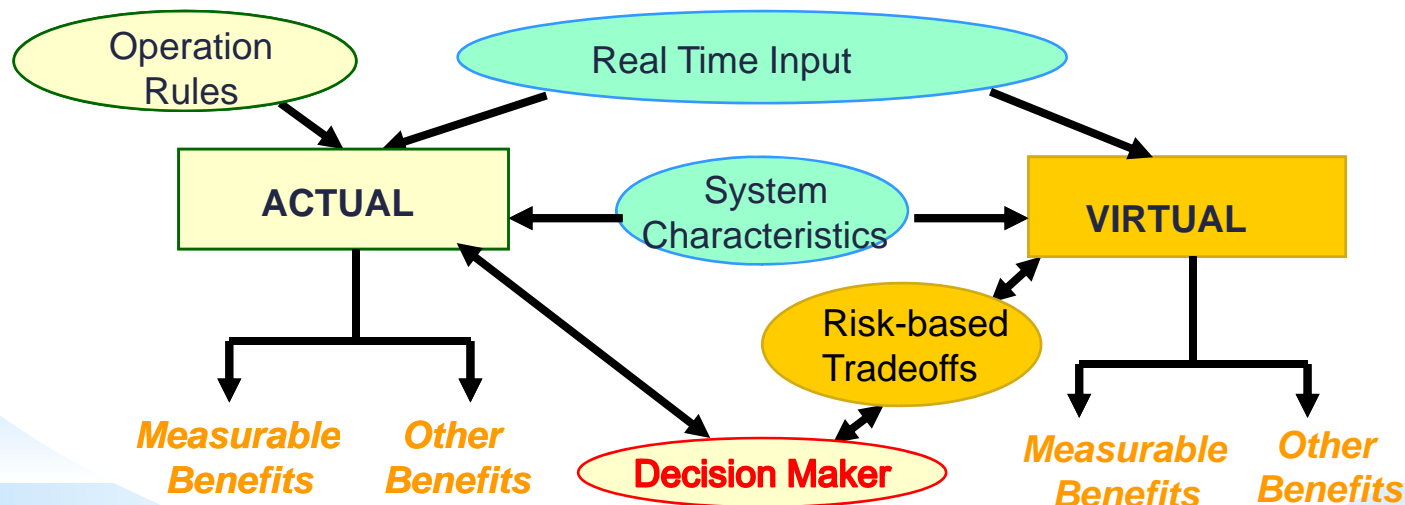 Operation
Rules
Real Time Input
ACTUAL
System
Characteristics
VIRTUAL
Risk-based
Tradeoffs
Measurable
Benefits
Other
Benefits
Decision Maker
Measurable
Benefits
Other
Benefits